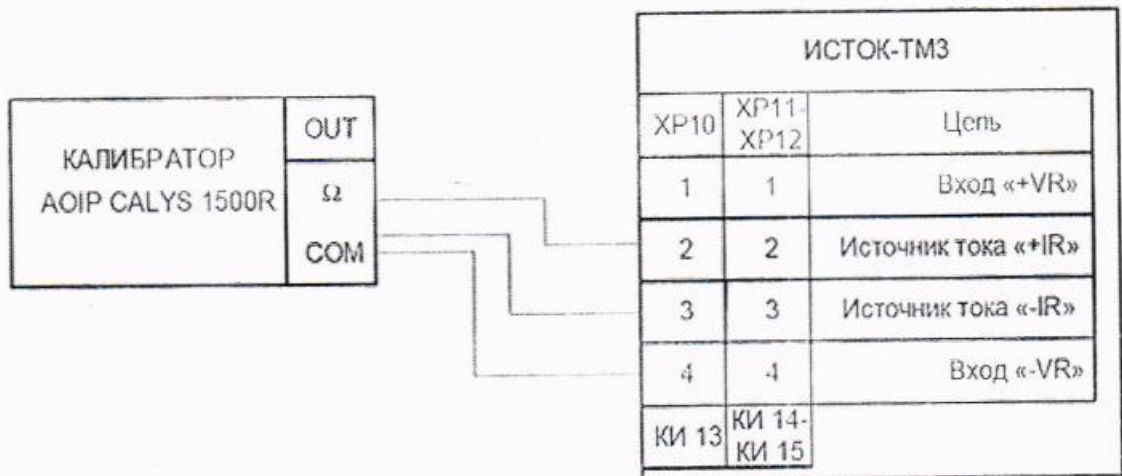 ИСТОК-ТМ3
КАЛИБРАТОР
AOIP CALYS 1500R
OUT
Ω
COM
XP10
XP11-
XP12
Цепь
1
1
Вход «+VR»
2
2
Источник тока «+IR»
3
3
Источник тока «-IR»
4
4
Вход «-VR»
КИ 13
КИ 14-
КИ 15